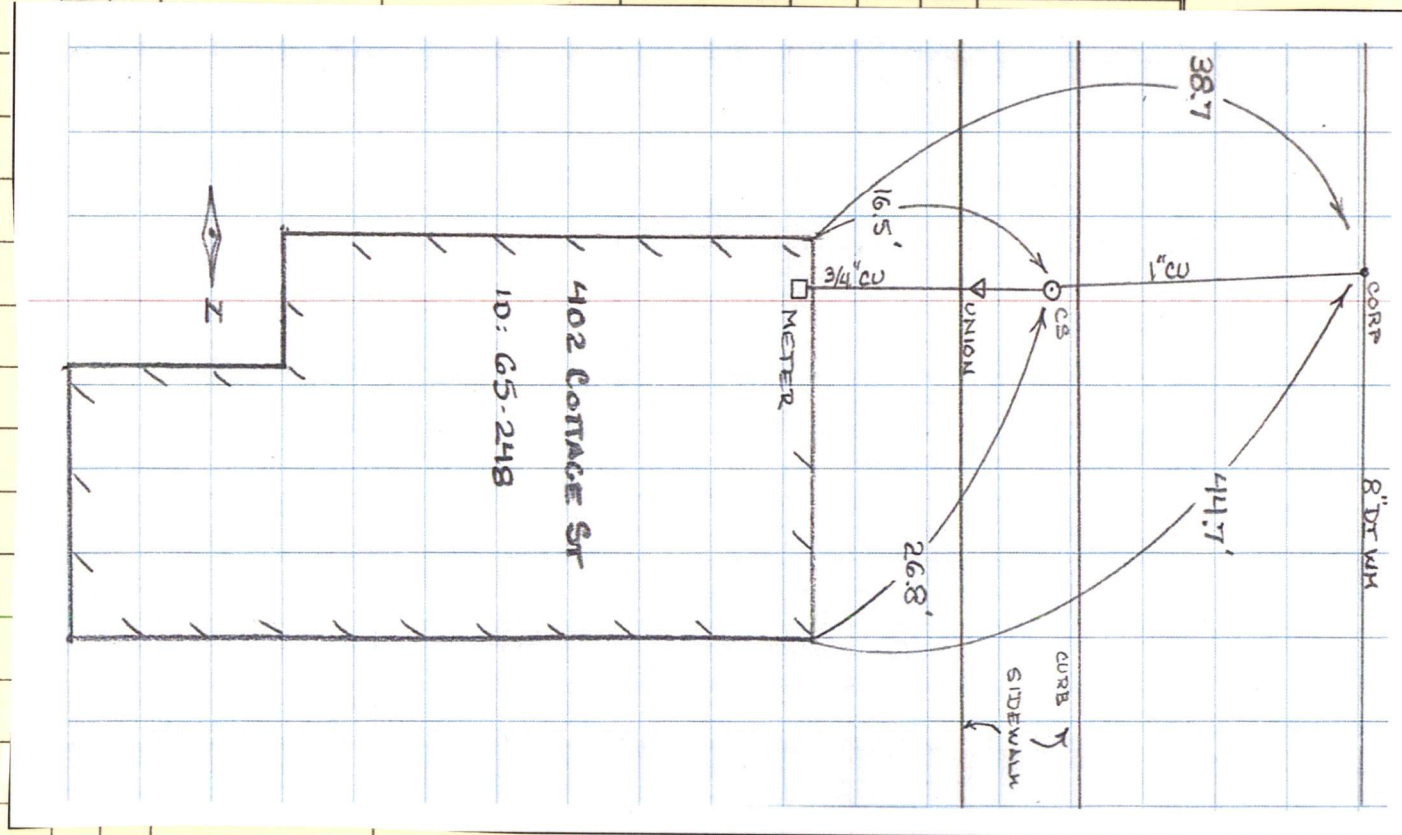 38.7
16.5'
3/4" CU
1" CU
CORP
CS
UNION
METER
402 COTTAGE ST
ID: 65-248
N
8" DI WM
44.7'
26.8'
CURB
SIDEWALK